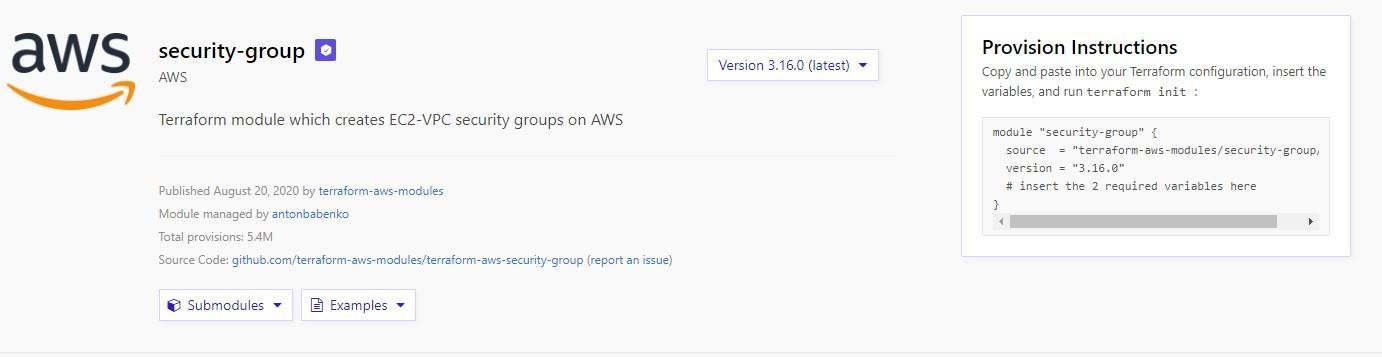 aws
security-group
AWS
Version 3.16.0 (latest)
Terraform module which creates EC2-VPC security groups on AWS
Published August 20, 2020 by terraform-aws-modules
Module managed by antonbabenko
Total provisions: 5.4M
Source Code: github.com/terraform-aws-modules/terraform-aws-security-group (report an issue)
Submodules
Examples
Provision Instructions
Copy and paste into your Terraform configuration, insert the
variables, and run terraform init :
module "security-group" {
  source  = "terraform-aws-modules/security-group/
  version = "3.16.0"
  # insert the 2 required variables here
}